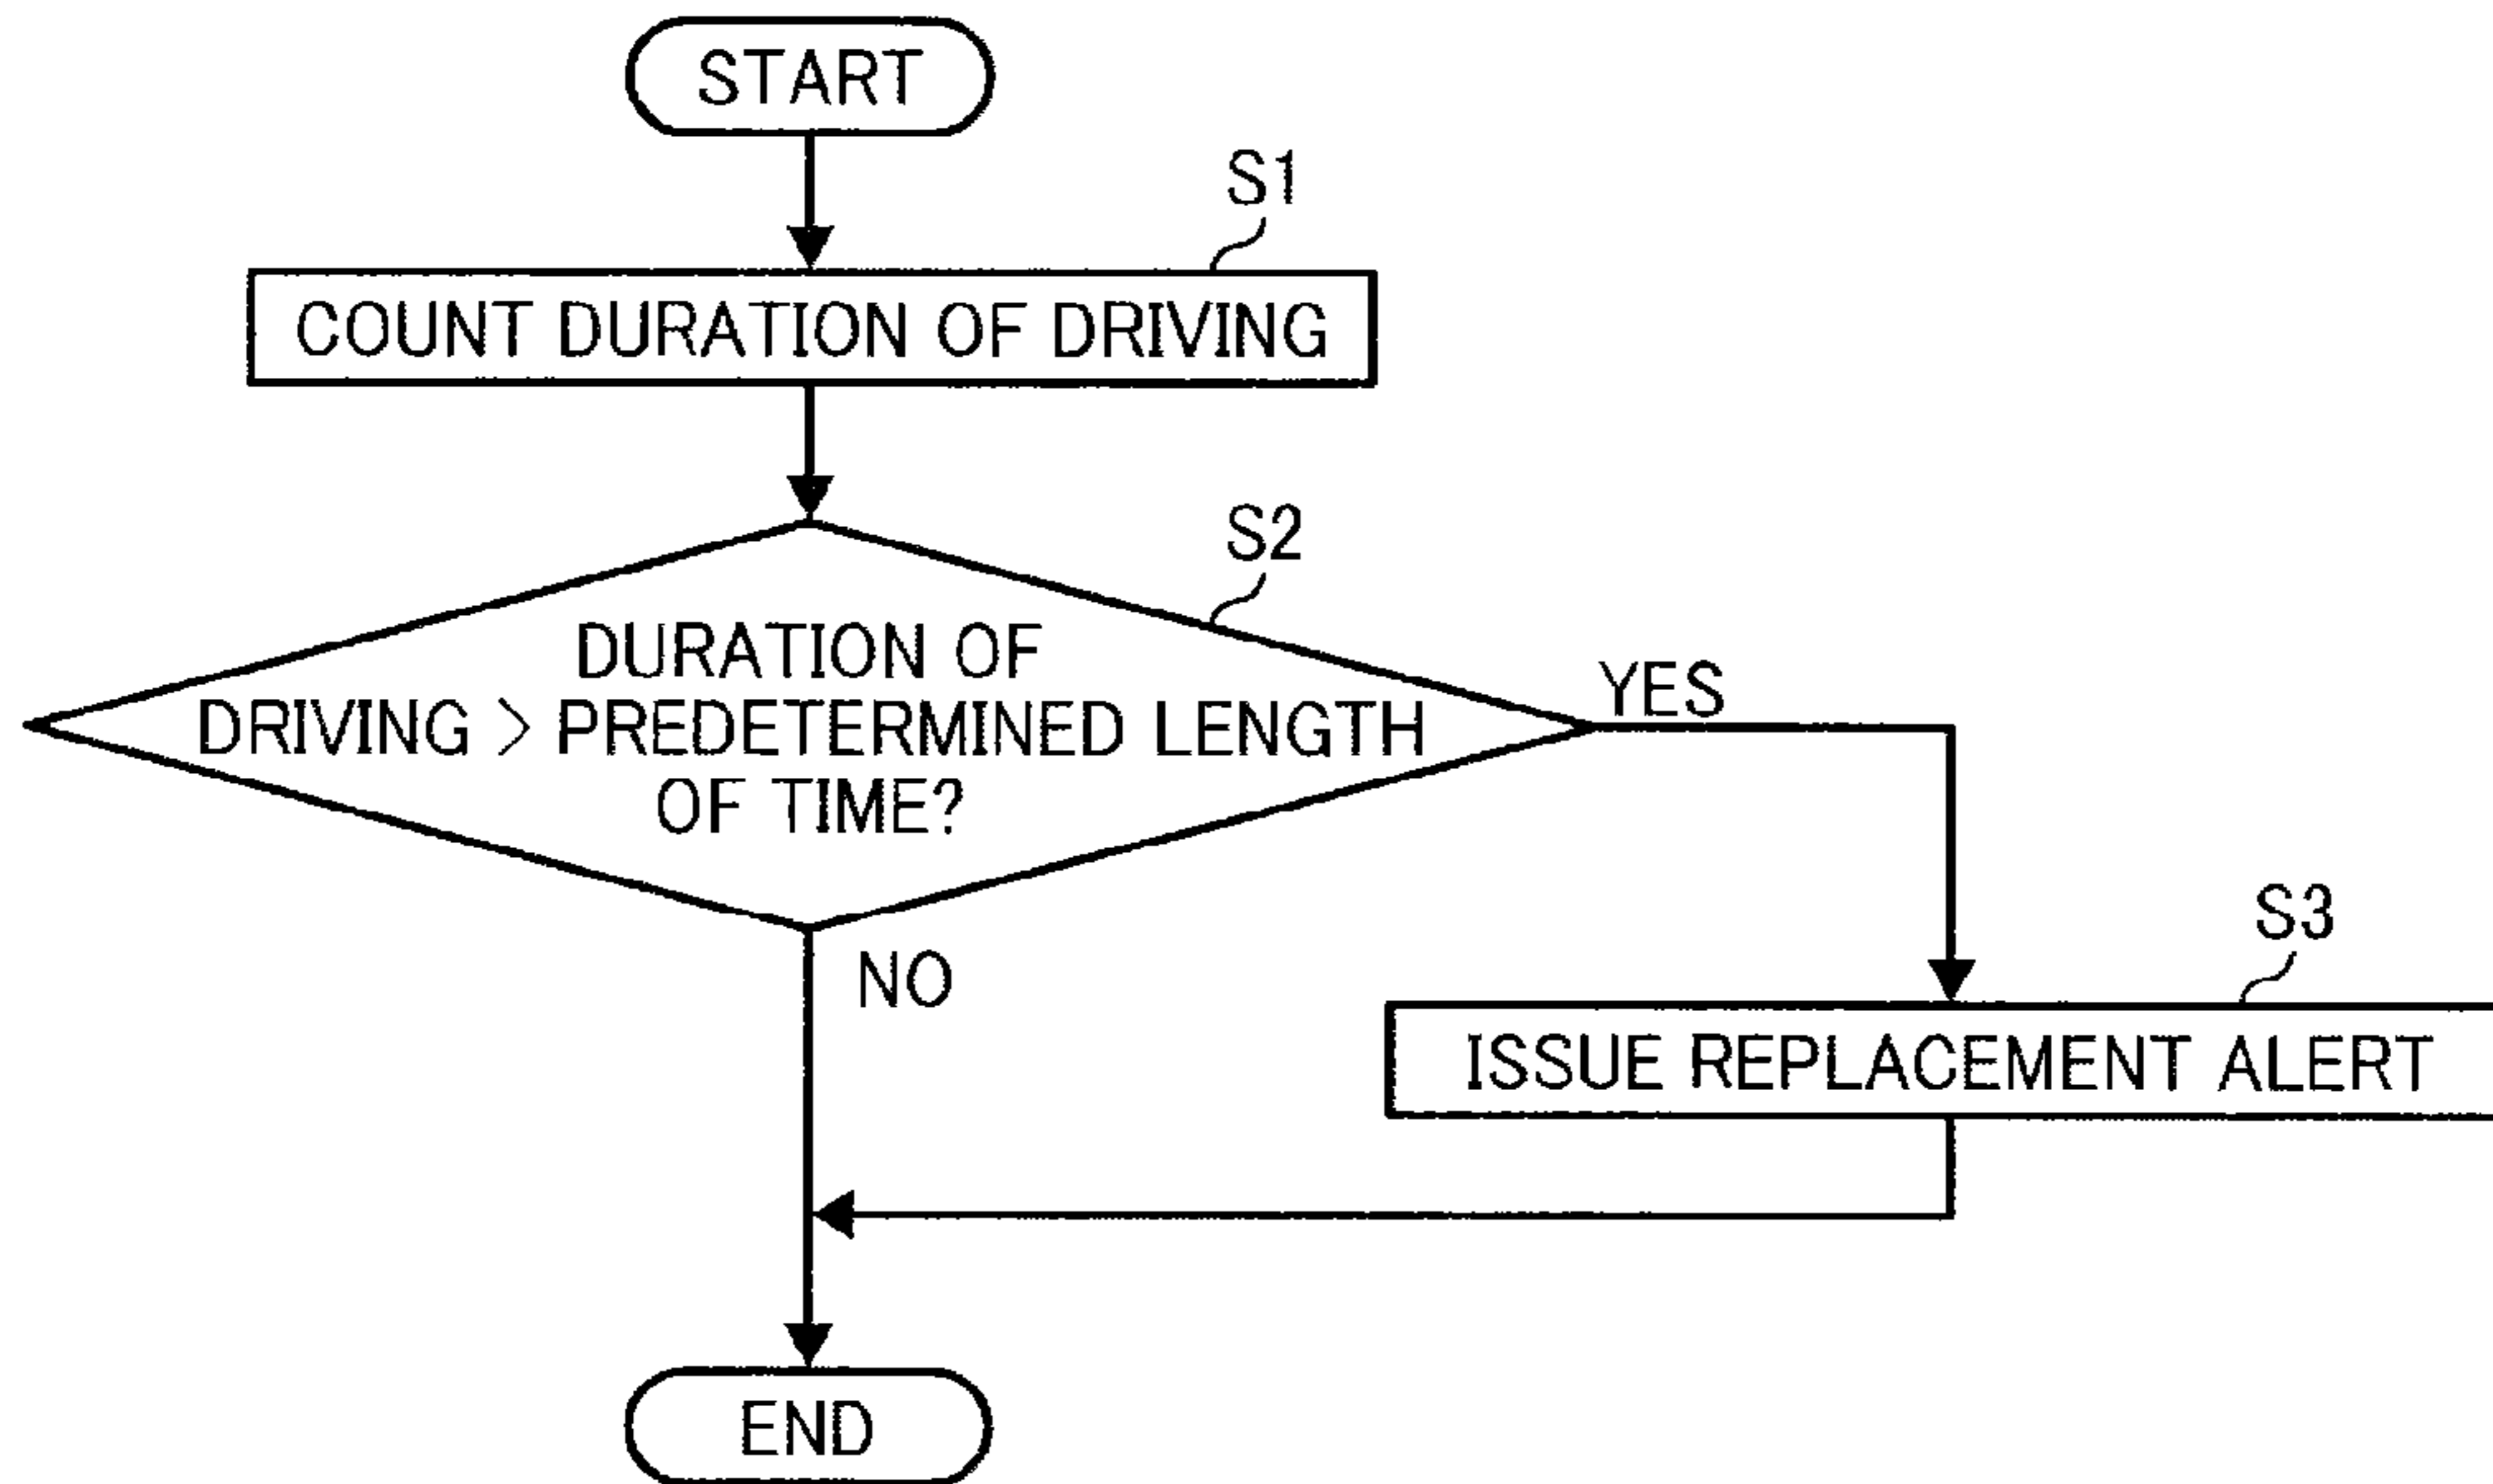 START
S1
COUNT DURATION OF DRIVING
S2
DURATION OF
DRIVING > PREDETERMINED LENGTH
OF TIME?
YES
NO
S3
ISSUE REPLACEMENT ALERT
END